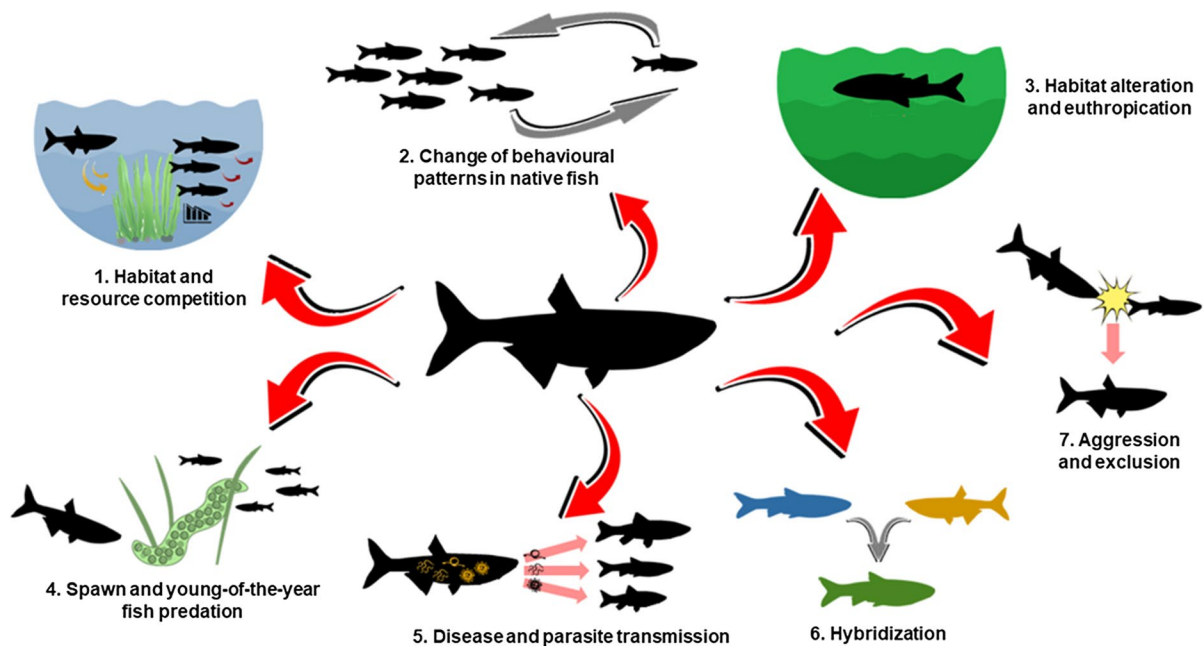 1. Habitat and
resource competition
2. Change of behavioural
patterns in native fish
3. Habitat alteration
and euthropication
4. Spawn and young-of-the-year
fish predation
5. Disease and parasite transmission
6. Hybridization
7. Aggression
and exclusion